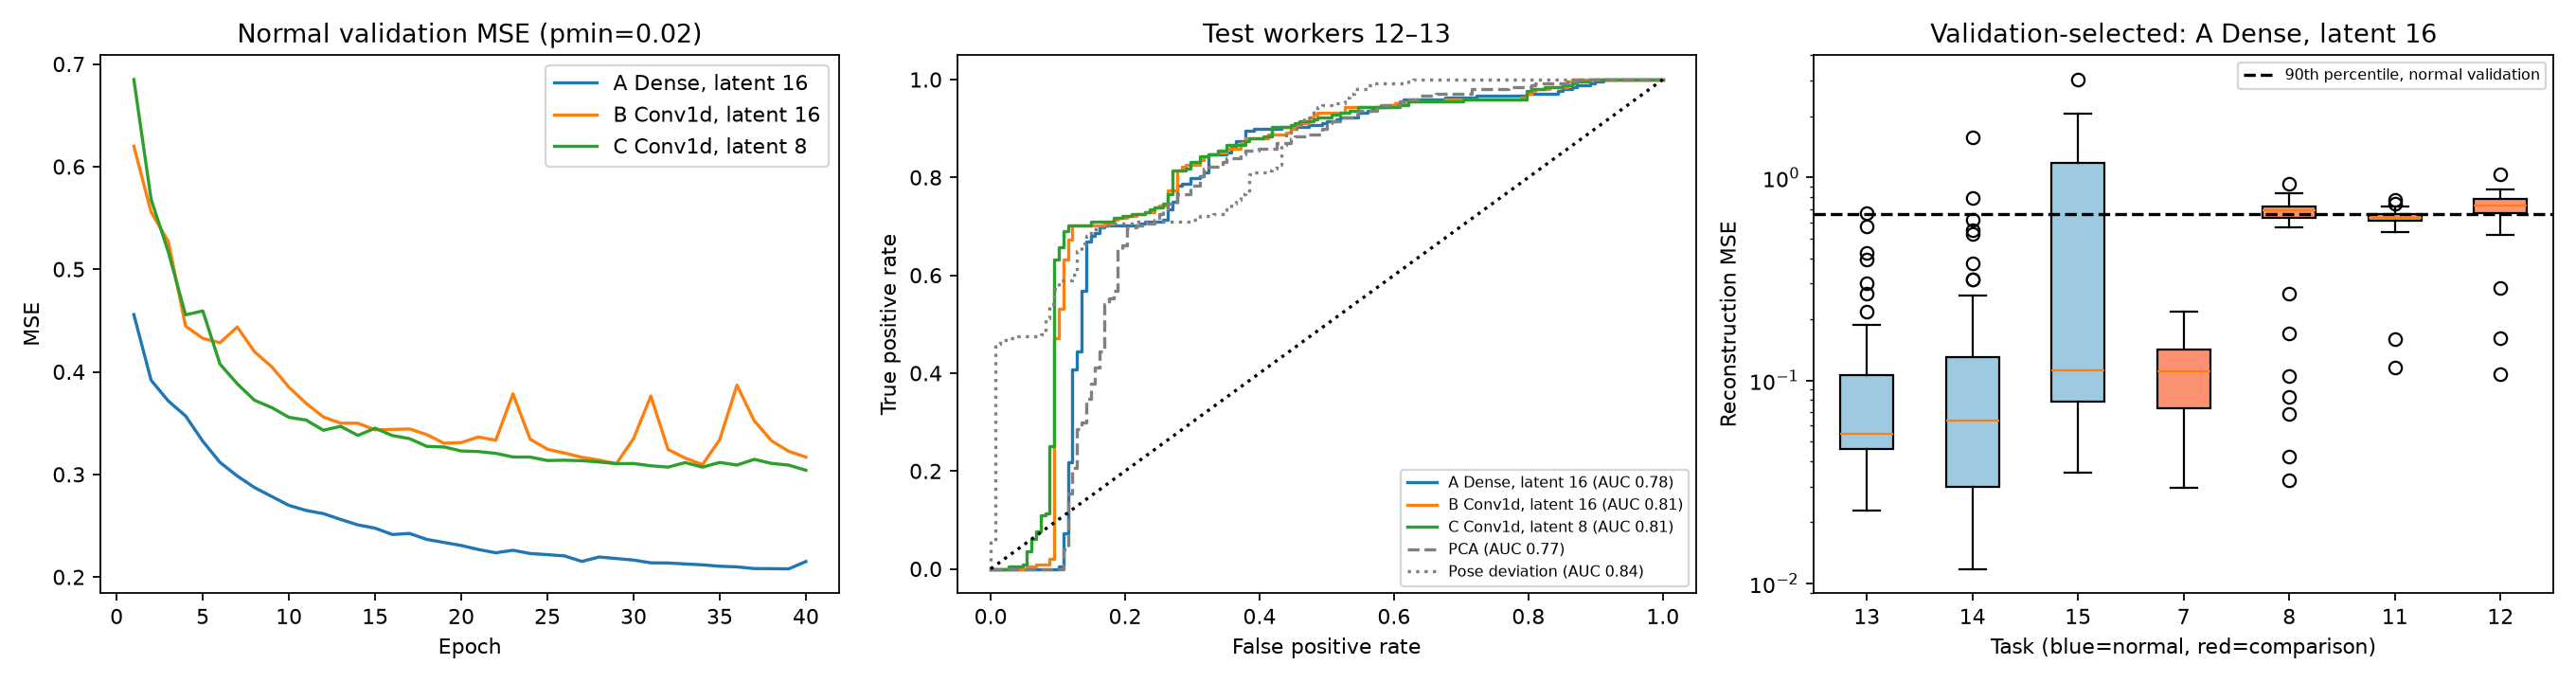 Normal validation MSE (pmin=0.02)
MSE
0.7
0.6
0.5
0.4
0.3
0.2
A Dense, latent 16
B Conv1d, latent 16
C Conv1d, latent 8
0 5 10 15 20 25 30 35 40
Epoch
Test workers 12–13
True positive rate
1.0
0.8
0.6
0.4
0.2
0.0
A Dense, latent 16 (AUC 0.78)
B Conv1d, latent 16 (AUC 0.81)
C Conv1d, latent 8 (AUC 0.81)
PCA (AUC 0.77)
Pose deviation (AUC 0.84)
0.0 0.2 0.4 0.6 0.8 1.0
False positive rate
Validation-selected: A Dense, latent 16
Reconstruction MSE
90th percentile, normal validation
10⁰
10⁻¹
10⁻²
13 14 15 7 8 11 12
Task (blue=normal, red=comparison)